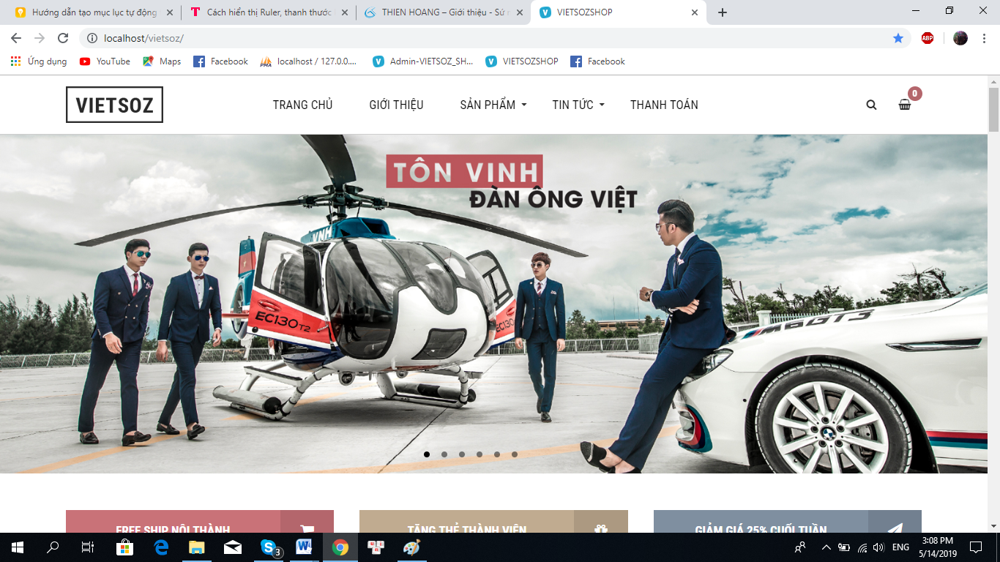 Hướng dẫn tạo mục lục tự động
Cách hiển thị Ruler, thanh thước
THIEN HOANG – Giới thiệu - Sứ
VIETSOZSHOP
localhost/vietsoz/
ABP
Ứng dụng
YouTube
Maps
Facebook
localhost / 127.0.0....
Admin-VIETSOZ_SH...
VIETSOZSHOP
Facebook
VIETSOZ
TRANG CHỦ
GIỚI THIỆU
SẢN PHẨM
TIN TỨC
THANH TOÁN
0
TÔN VINH
ĐÀN ÔNG VIỆT
VNH
EC130 T2
EC130
M6GT3
FREE SHIP NỘI THÀNH
TẶNG THẺ THÀNH VIÊN
GIẢM GIÁ 25% CUỐI TUẦN
3
ENG
3:08 PM
5/14/2019